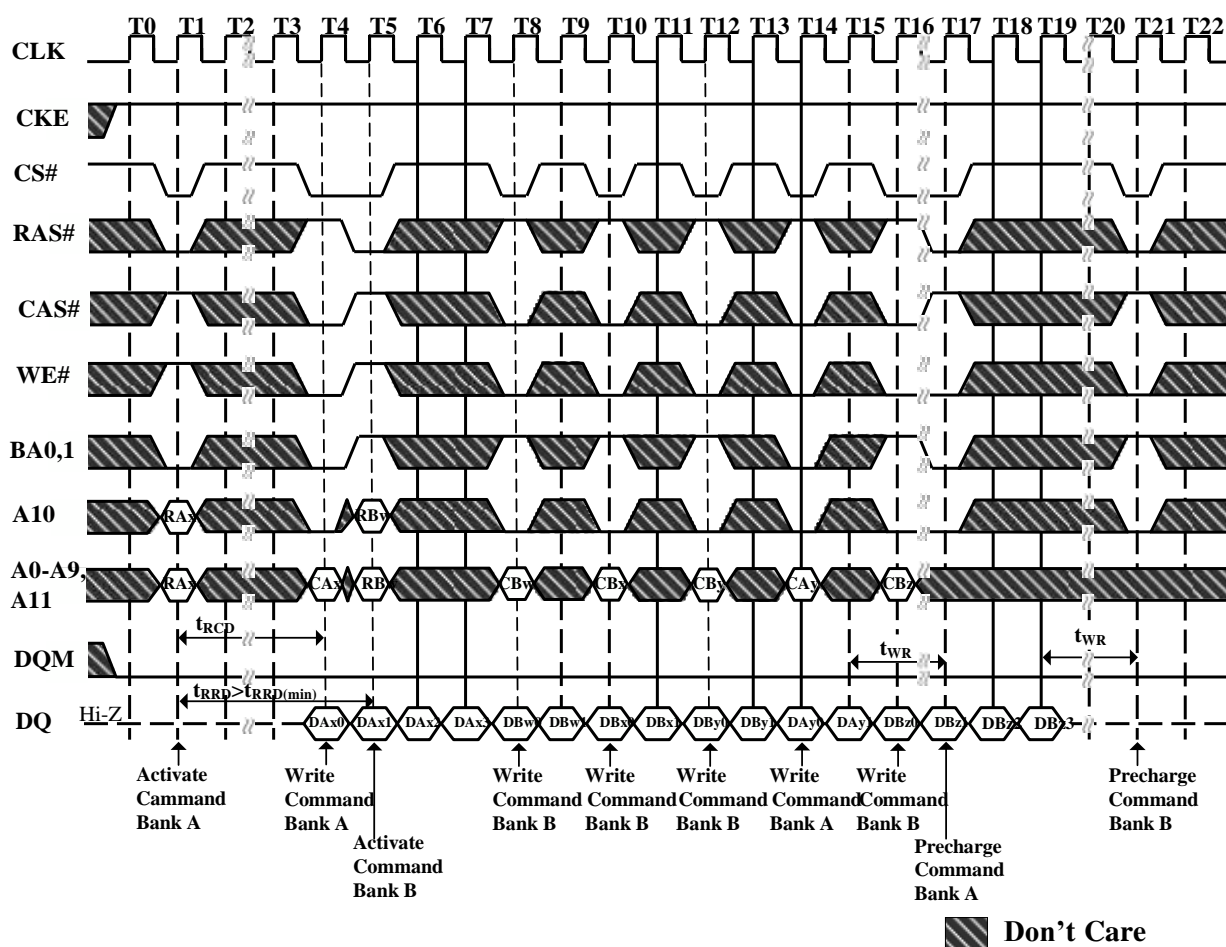 T0 T1 T2 T3 T4 T5 T6 T7 T8 T9 T10 T11 T12 T13 T14 T15 T16 T17 T18 T19 T20 T21 T22
CLK
CKE
CS#
RAS#
CAS#
WE#
BA0,1
A10 RAx RBw
A0-A9, RAx CAx RB CBw CBx CBy CAy CBz
A11
tRCD
DQM tWR tWR
tRRD>tRRD(min)
DQ Hi-Z DAx0 DAx1 DAx2 DAx3 DBw0 DBw1 DBx0 DBx1 DBy0 DBy1 DAy0 DAy1 DBz0 DBz1 DBz2 DBz3
Activate Write Write Write Write Write Write Precharge
Cammand Command Command Command Command Command Command Command
Bank A Bank A Bank B Bank B Bank B Bank A Bank B Bank B
Activate Precharge
Command Command
Bank B Bank A
Don't Care